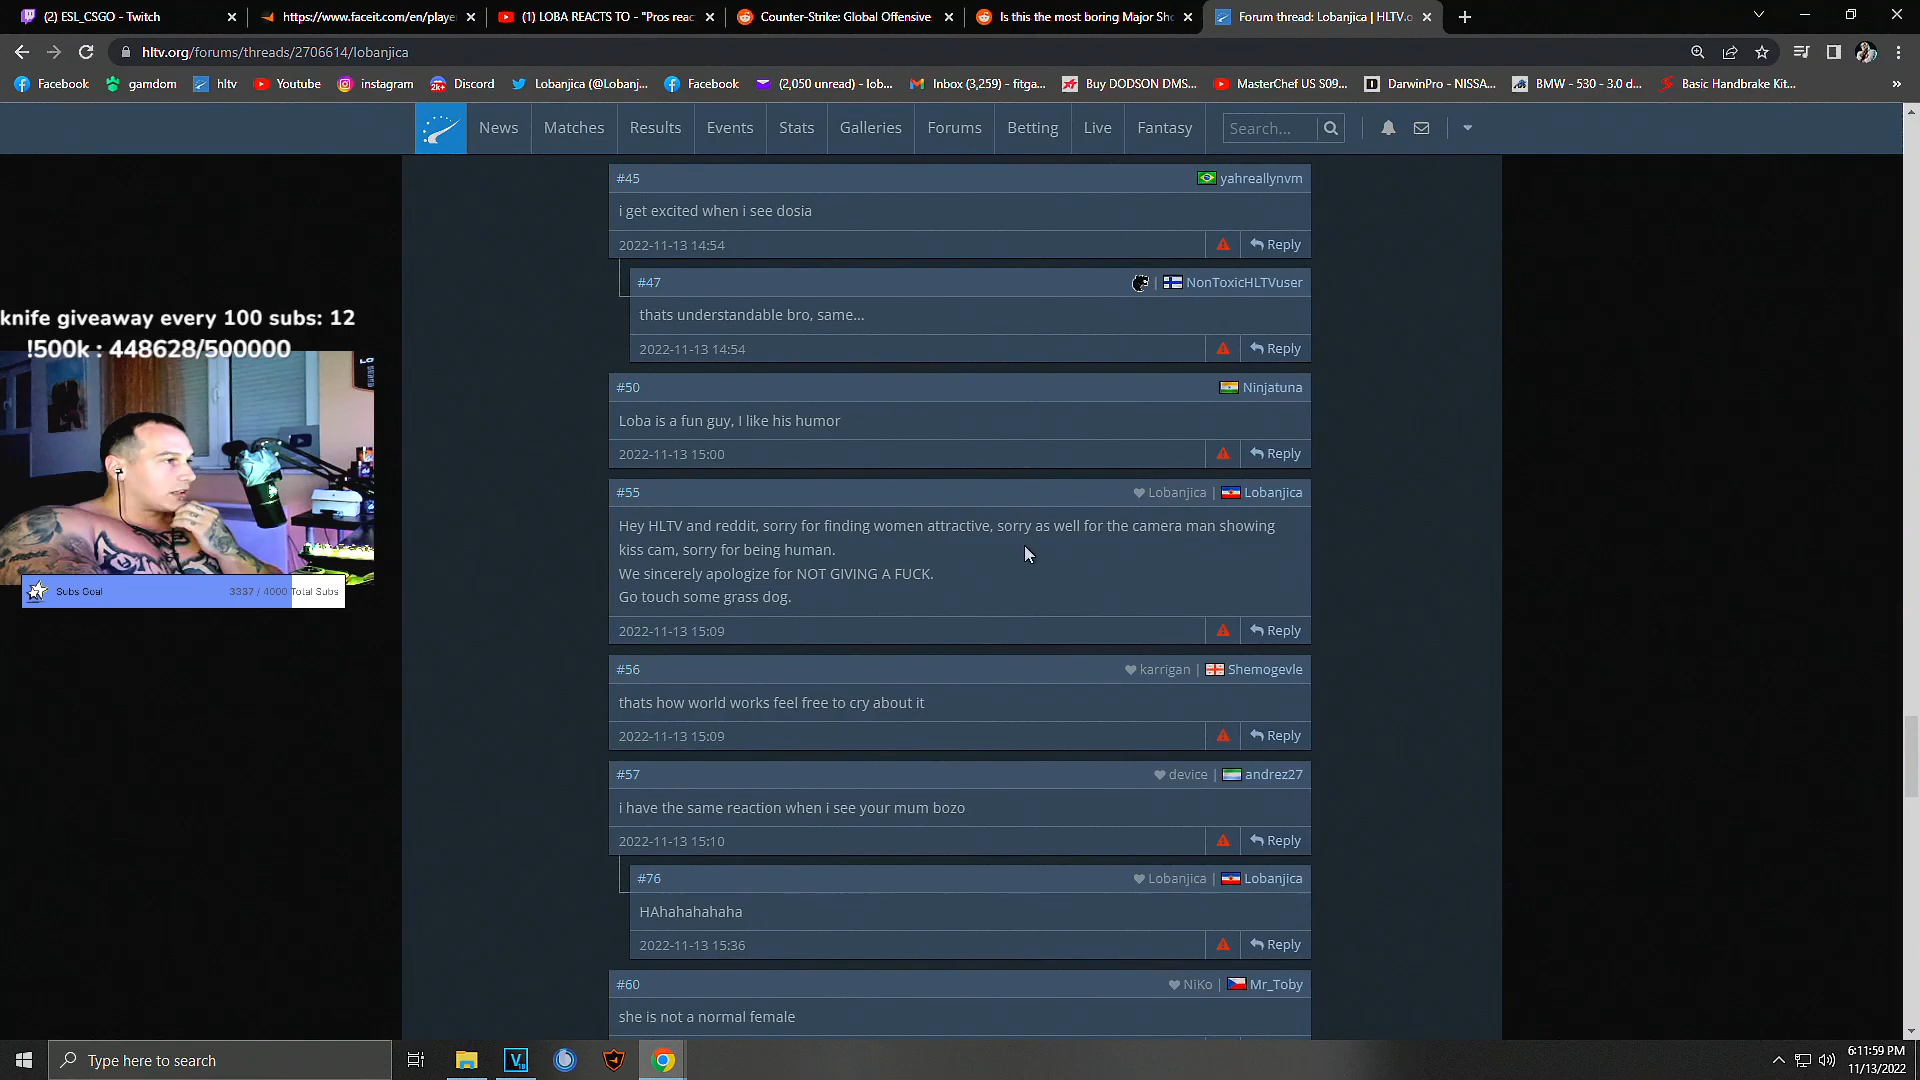 (2) ESL_CSGO - Twitch
https://www.faceit.com/en/playe
(1) LOBA REACTS TO - "Pros reac
Counter-Strike: Global Offensive
Is this the most boring Major Sho
Forum thread: Lobanjica | HLTV.o
hltv.org/forums/threads/2706614/lobanjica
Facebook
gamdom
hltv
Youtube
instagram
2K+
Discord
Lobanjica (@Lobanj...
Facebook
(2,050 unread) - lob...
Inbox (3,259) - fitga...
Buy DODSON DMS...
MasterChef US S09...
DarwinPro - NISSA...
BMW - 530 - 3.0 d...
Basic Handbrake Kit...
»
News
Matches
Results
Events
Stats
Galleries
Forums
Betting
Live
Fantasy
Search...
#45
yahreallynvm
i get excited when i see dosia
2022-11-13 14:54
Reply
#47
| NonToxicHLTVuser
thats understandable bro, same...
2022-11-13 14:54
Reply
knife giveaway every 100 subs: 12
!500k : 448628/500000
Subs Goal
3337 / 4000 Total Subs
#50
Ninjatuna
Loba is a fun guy, I like his humor
2022-11-13 15:00
Reply
#55
Lobanjica | Lobanjica
Hey HLTV and reddit, sorry for finding women attractive, sorry as well for the camera man showing
kiss cam, sorry for being human.
We sincerely apologize for NOT GIVING A FUCK.
Go touch some grass dog.
2022-11-13 15:09
Reply
#56
karrigan | Shemogevle
thats how world works feel free to cry about it
2022-11-13 15:09
Reply
#57
device | andrez27
i have the same reaction when i see your mum bozo
2022-11-13 15:10
Reply
#76
Lobanjica | Lobanjica
HAhahahahaha
2022-11-13 15:36
Reply
#60
NiKo | Mr_Toby
she is not a normal female
Type here to search
6:11:59 PM
11/13/2022